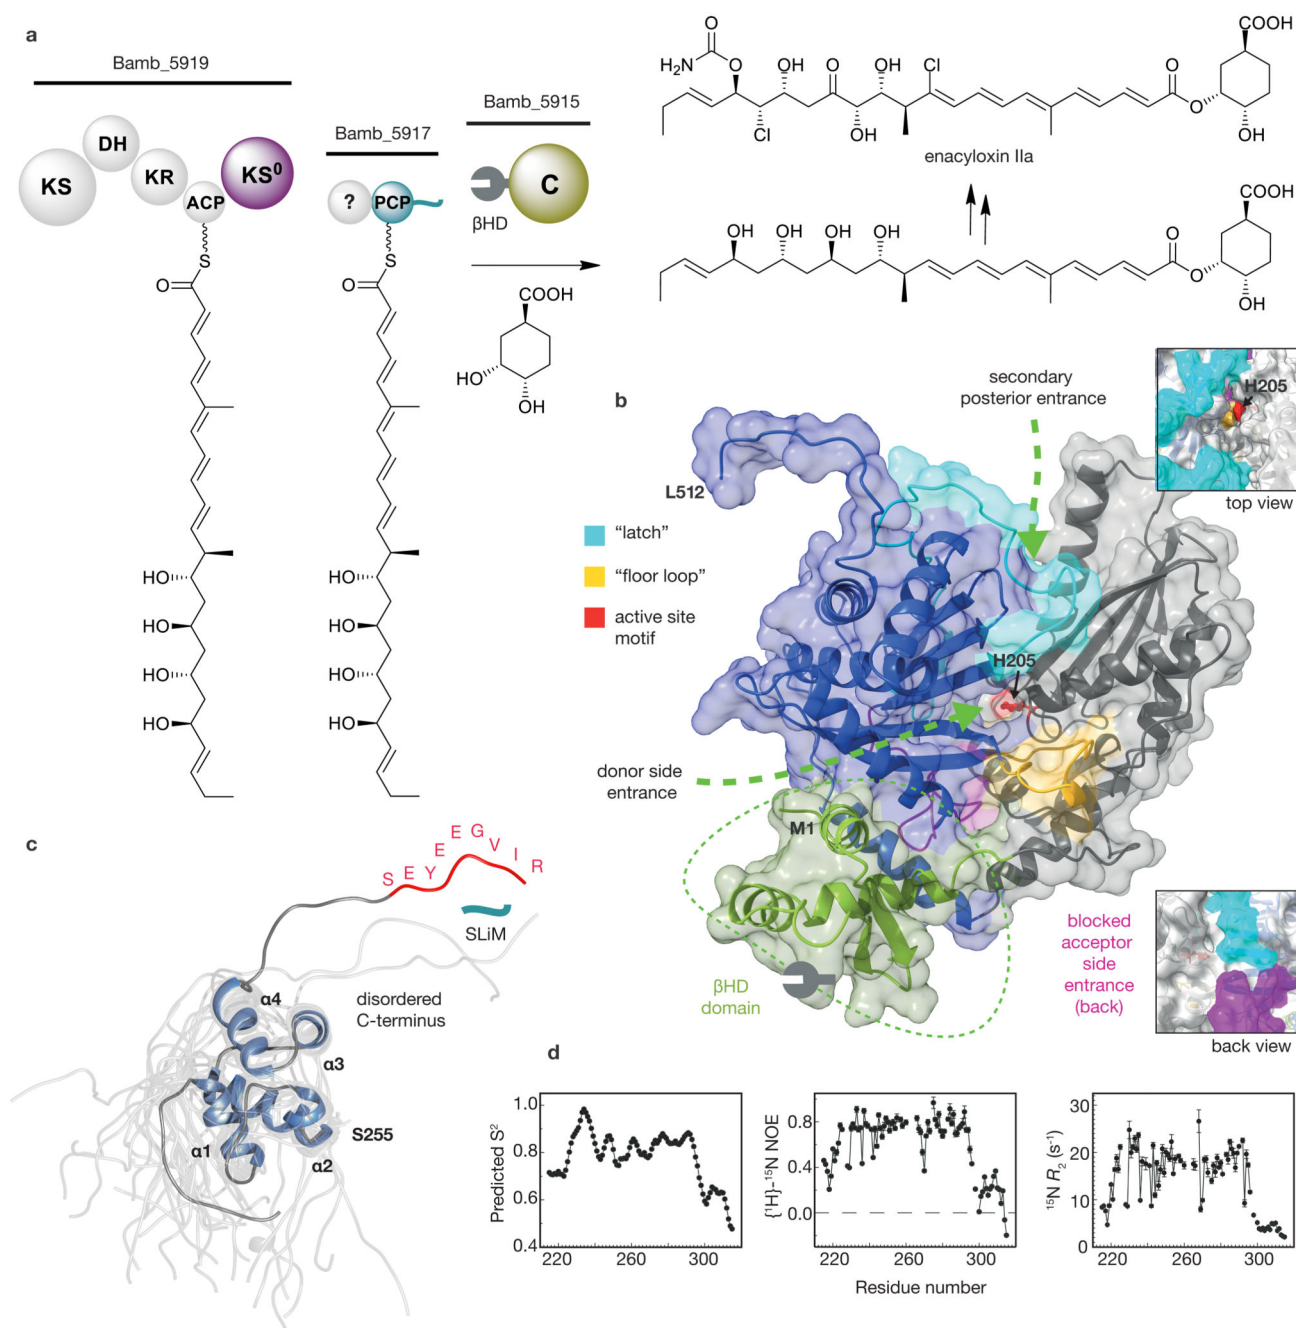 a
Bamb_5919
Bamb_5917
Bamb_5915
KS
DH
KR
ACP
KS⁰
?
PCP
C
βHD
S
O
HO
HO
HO
HO
S
O
HO
HO
HO
HO
COOH
HO
OH
O
H₂N
O
OH
O
OH
Cl
O
COOH
Cl
OH
O
OH
enacyloxin IIa
OH
OH
OH
OH
O
COOH
O
OH
b
secondary
posterior entrance
H205
top view
L512
"latch"
"floor loop"
active site
motif
H205
donor side
entrance
M1
βHD
domain
blocked
acceptor
side
entrance
(back)
back view
c
S E Y E E G V I R
SLiM
disordered
C-terminus
α4
α3
α1
α2
S255
d
Predicted S²
1.0
0.8
0.6
0.4
220 260 300
{¹H}-¹⁵N NOE
0.8
0.4
0.0
220 260 300
¹⁵N R₂ (s⁻¹)
30
20
10
0
220 260 300
Residue number